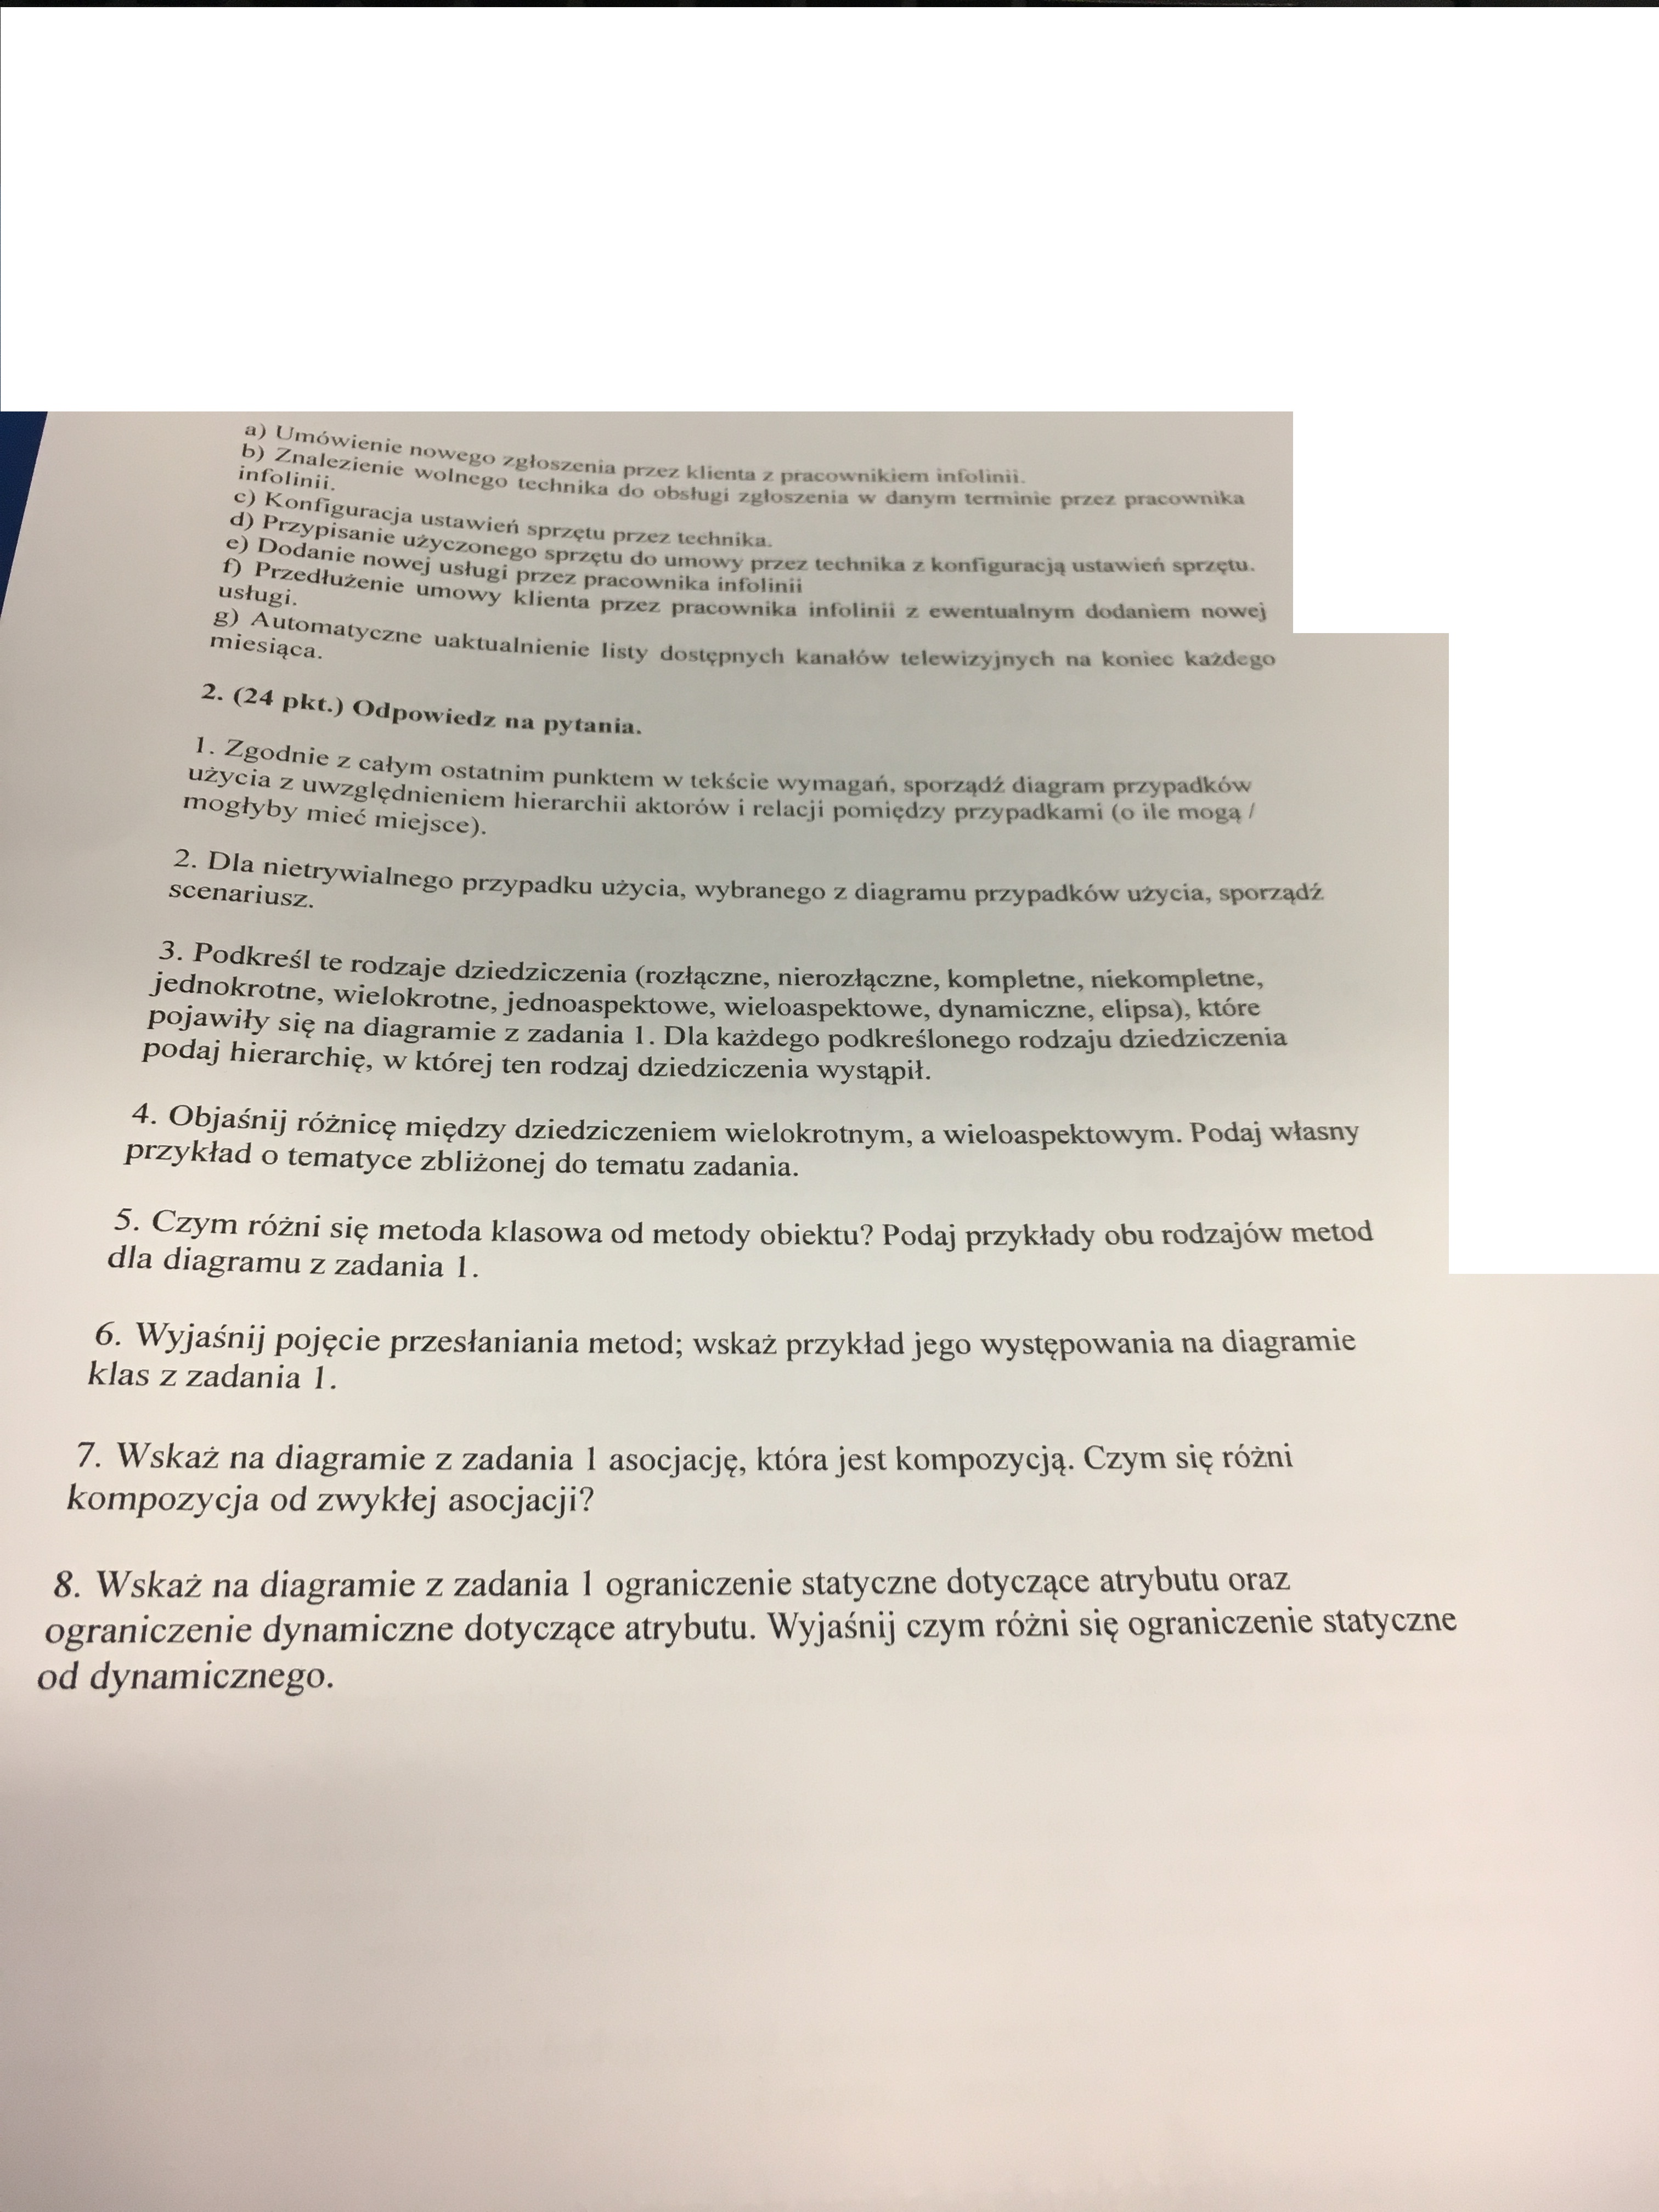 a) Umówienie nowego zgłoszenia przez klienta z pracownikiem infolinii.
b) Znalezienie wolnego technika do obsługi zgłoszenia w danym terminie przez pracownika
infolinii.
c) Konfiguracja ustawień sprzętu przez technika.
d) Przypisanie użyczonego sprzętu do umowy przez technika z konfiguracją ustawień sprzętu.
e) Dodanie nowej usługi przez pracownika infolinii
f) Przedłużenie umowy klienta przez pracownika infolinii z ewentualnym dodaniem nowej
usługi.
g) Automatyczne uaktualnienie listy dostępnych kanałów telewizyjnych na koniec każdego
miesiąca.
2. (24 pkt.) Odpowiedz na pytania.
1. Zgodnie z całym ostatnim punktem w tekście wymagań, sporządź diagram przypadków
użycia z uwzględnieniem hierarchii aktorów i relacji pomiędzy przypadkami (o ile mogą /
mogłyby mieć miejsce).
2. Dla nietrywialnego przypadku użycia, wybranego z diagramu przypadków użycia, sporządź
scenariusz.
3. Podkreśl te rodzaje dziedziczenia (rozłączne, nierozłączne, kompletne, niekompletne,
jednokrotne, wielokrotne, jednoaspektowe, wieloaspektowe, dynamiczne, elipsa), które
pojawiły się na diagramie z zadania 1. Dla każdego podkreślonego rodzaju dziedziczenia
podaj hierarchię, w której ten rodzaj dziedziczenia wystąpił.
4. Objaśnij różnicę między dziedziczeniem wielokrotnym, a wieloaspektowym. Podaj własny
przykład o tematyce zbliżonej do tematu zadania.
5. Czym różni się metoda klasowa od metody obiektu? Podaj przykłady obu rodzajów metod
dla diagramu z zadania 1.
6. Wyjaśnij pojęcie przesłaniania metod; wskaż przykład jego występowania na diagramie
klas z zadania 1.
7. Wskaż na diagramie z zadania 1 asocjację, która jest kompozycją. Czym się różni
kompozycja od zwykłej asocjacji?
8. Wskaż na diagramie z zadania 1 ograniczenie statyczne dotyczące atrybutu oraz
ograniczenie dynamiczne dotyczące atrybutu. Wyjaśnij czym różni się ograniczenie statyczne
od dynamicznego.